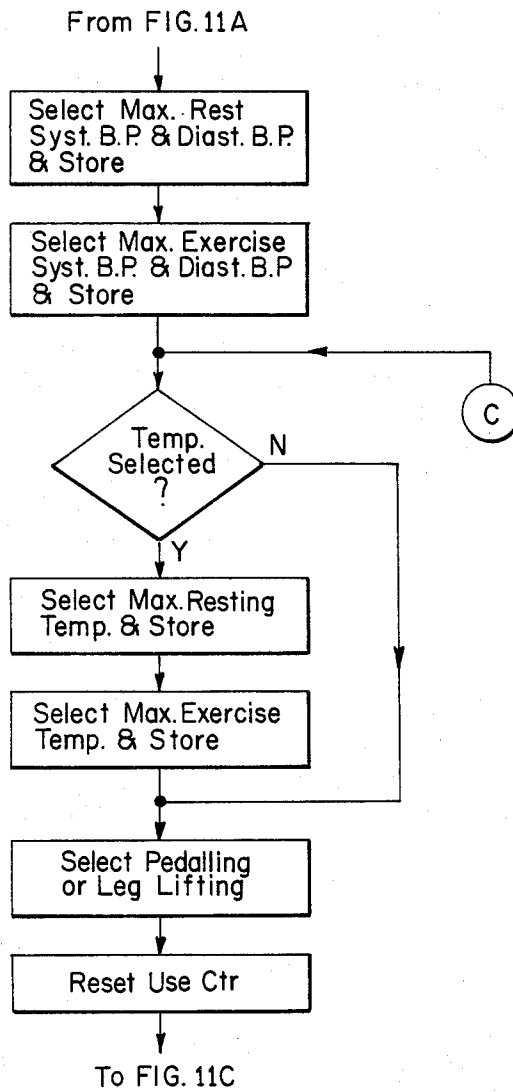 From FIG. 11A
Select Max. Rest
Syst. B.P. & Diast. B.P.
& Store
Select Max. Exercise
Syst. B.P. & Diast. B.P
& Store
C
Temp.
Selected
?
N
Y
Select Max. Resting
Temp. & Store
Select Max. Exercise
Temp. & Store
Select Pedalling
or Leg Lifting
Reset Use Ctr
To FIG. 11C